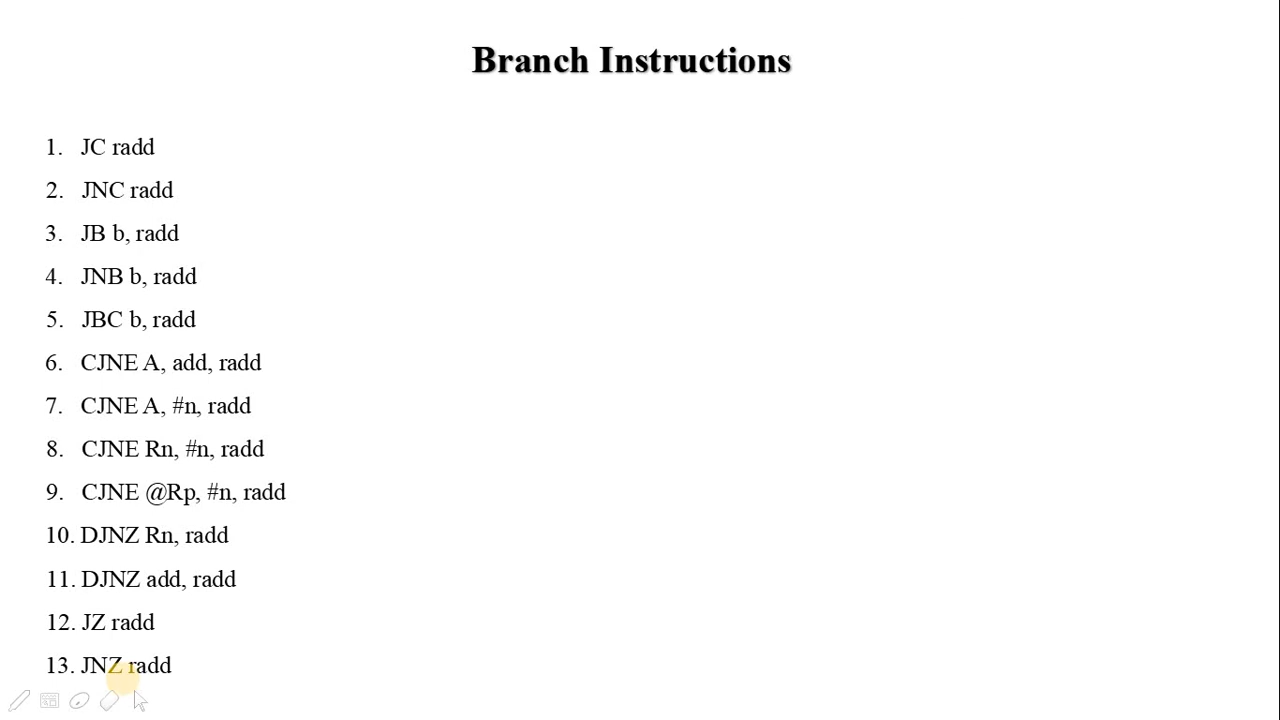 Branch Instructions
1. JC radd
2. JNC radd
3. JB b, radd
4. JNB b, radd
5. JBC b, radd
6. CJNE A, add, radd
7. CJNE A, #n, radd
8. CJNE Rn, #n, radd
9. CJNE @Rp, #n, radd
10. DJNZ Rn, radd
11. DJNZ add, radd
12. JZ radd
13. JNZ radd